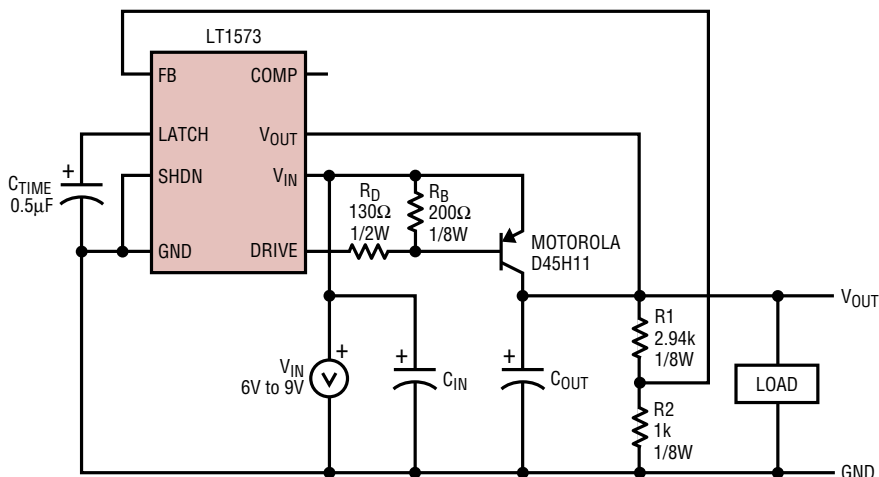 LT1573
FB
COMP
LATCH
VOUT
SHDN
VIN
GND
DRIVE
+
CTIME
0.5µF
RD
130Ω
1/2W
RB
200Ω
1/8W
MOTOROLA
D45H11
VOUT
R1
2.94k
1/8W
+
VIN
6V to 9V
V
+
CIN
+
COUT
LOAD
R2
1k
1/8W
GND